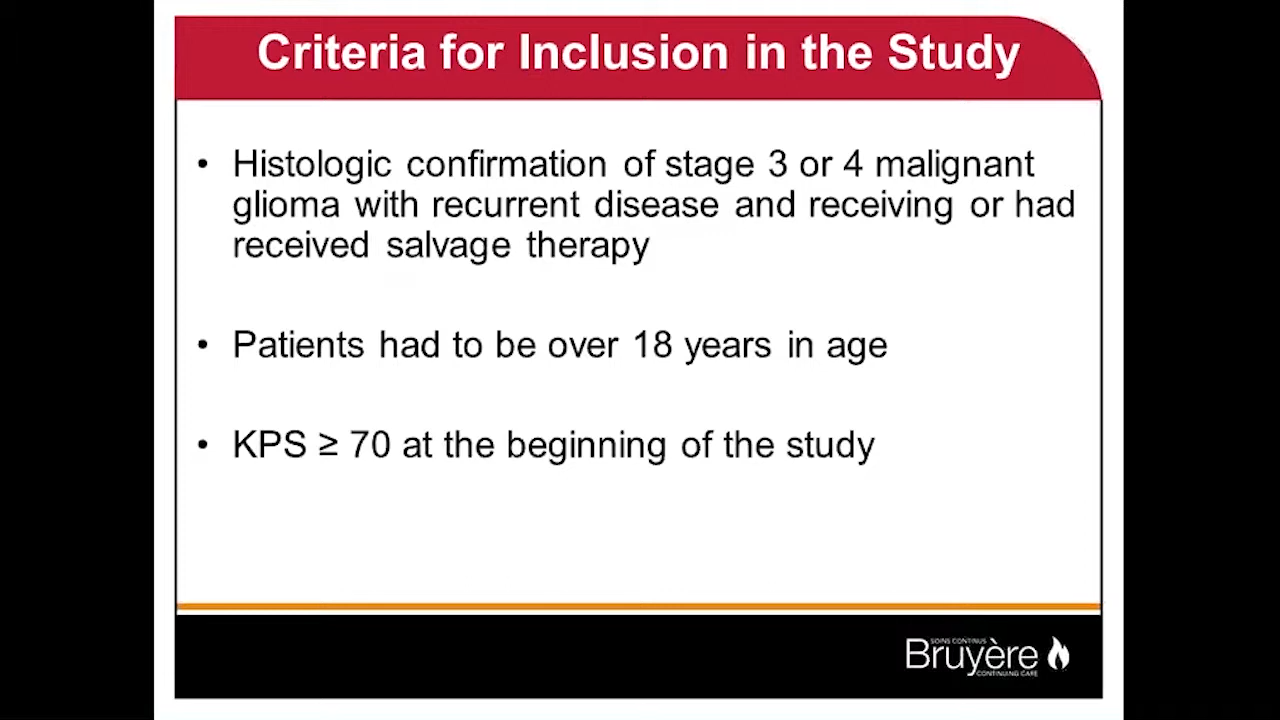 Criteria for Inclusion in the Study
• Histologic confirmation of stage 3 or 4 malignant
glioma with recurrent disease and receiving or had
received salvage therapy
• Patients had to be over 18 years in age
• KPS ≥ 70 at the beginning of the study
SOINS CONTINUS
Bruyère
CONTINUING CARE